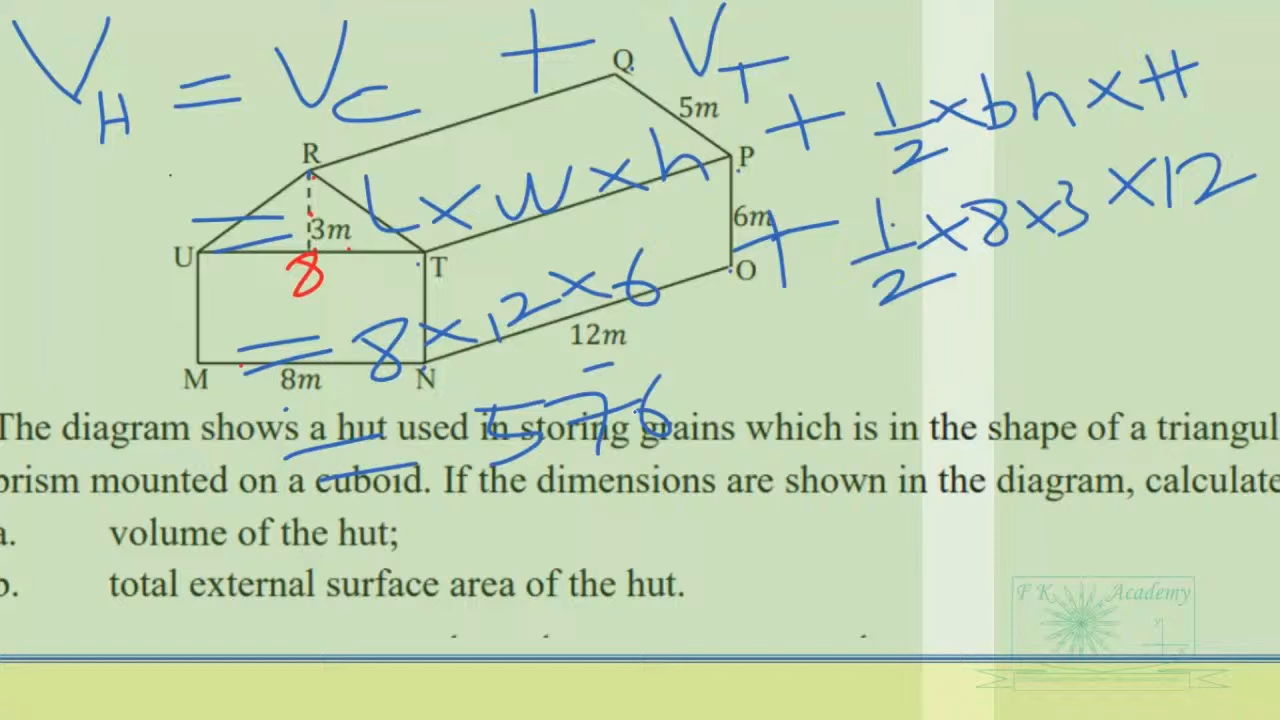 V_H = V_C + V_T
Q
5m
+ 1/2 × bh × H
R
P
= L × W × h
3m
6m
+ 1/2 × 8 × 3 × 12
U
T
O
8
= 8 × 12 × 6
12m
M
8m
N
= 576
The diagram shows a hut used in storing grains which is in the shape of a triangul
prism mounted on a cuboid. If the dimensions are shown in the diagram, calculate
a. volume of the hut;
b. total external surface area of the hut.
F K Academy